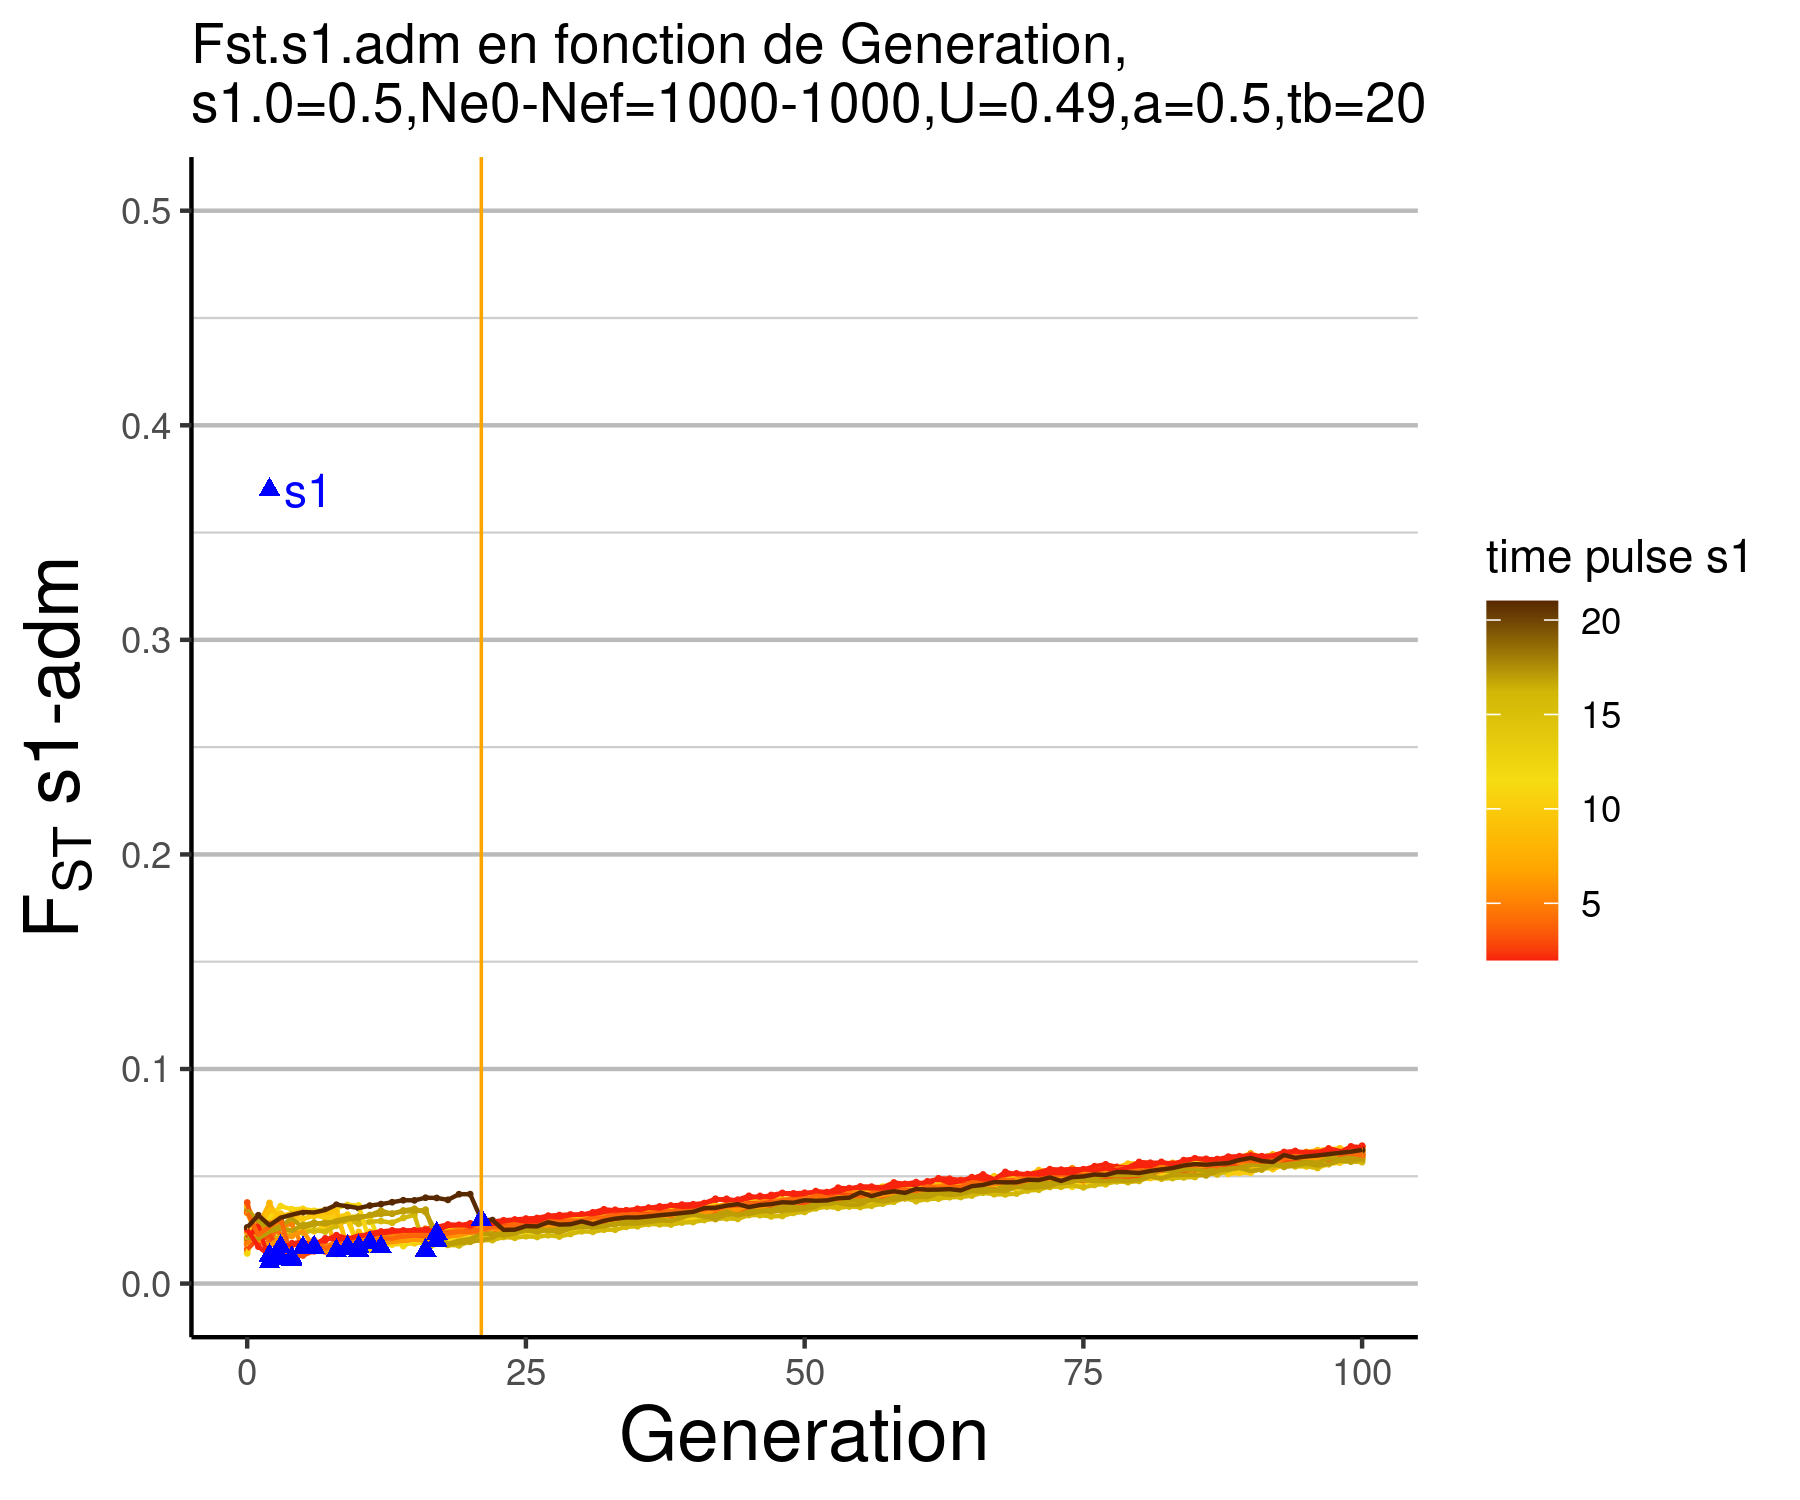 Fst.s1.adm en fonction de Generation,
s1.0=0.5,Ne0-Nef=1000-1000,U=0.49,a=0.5,tb=20
FST s1-adm
0.5
0.4
0.3
0.2
0.1
0.0
s1
0 25 50 75 100
Generation
time pulse s1
20
15
10
5